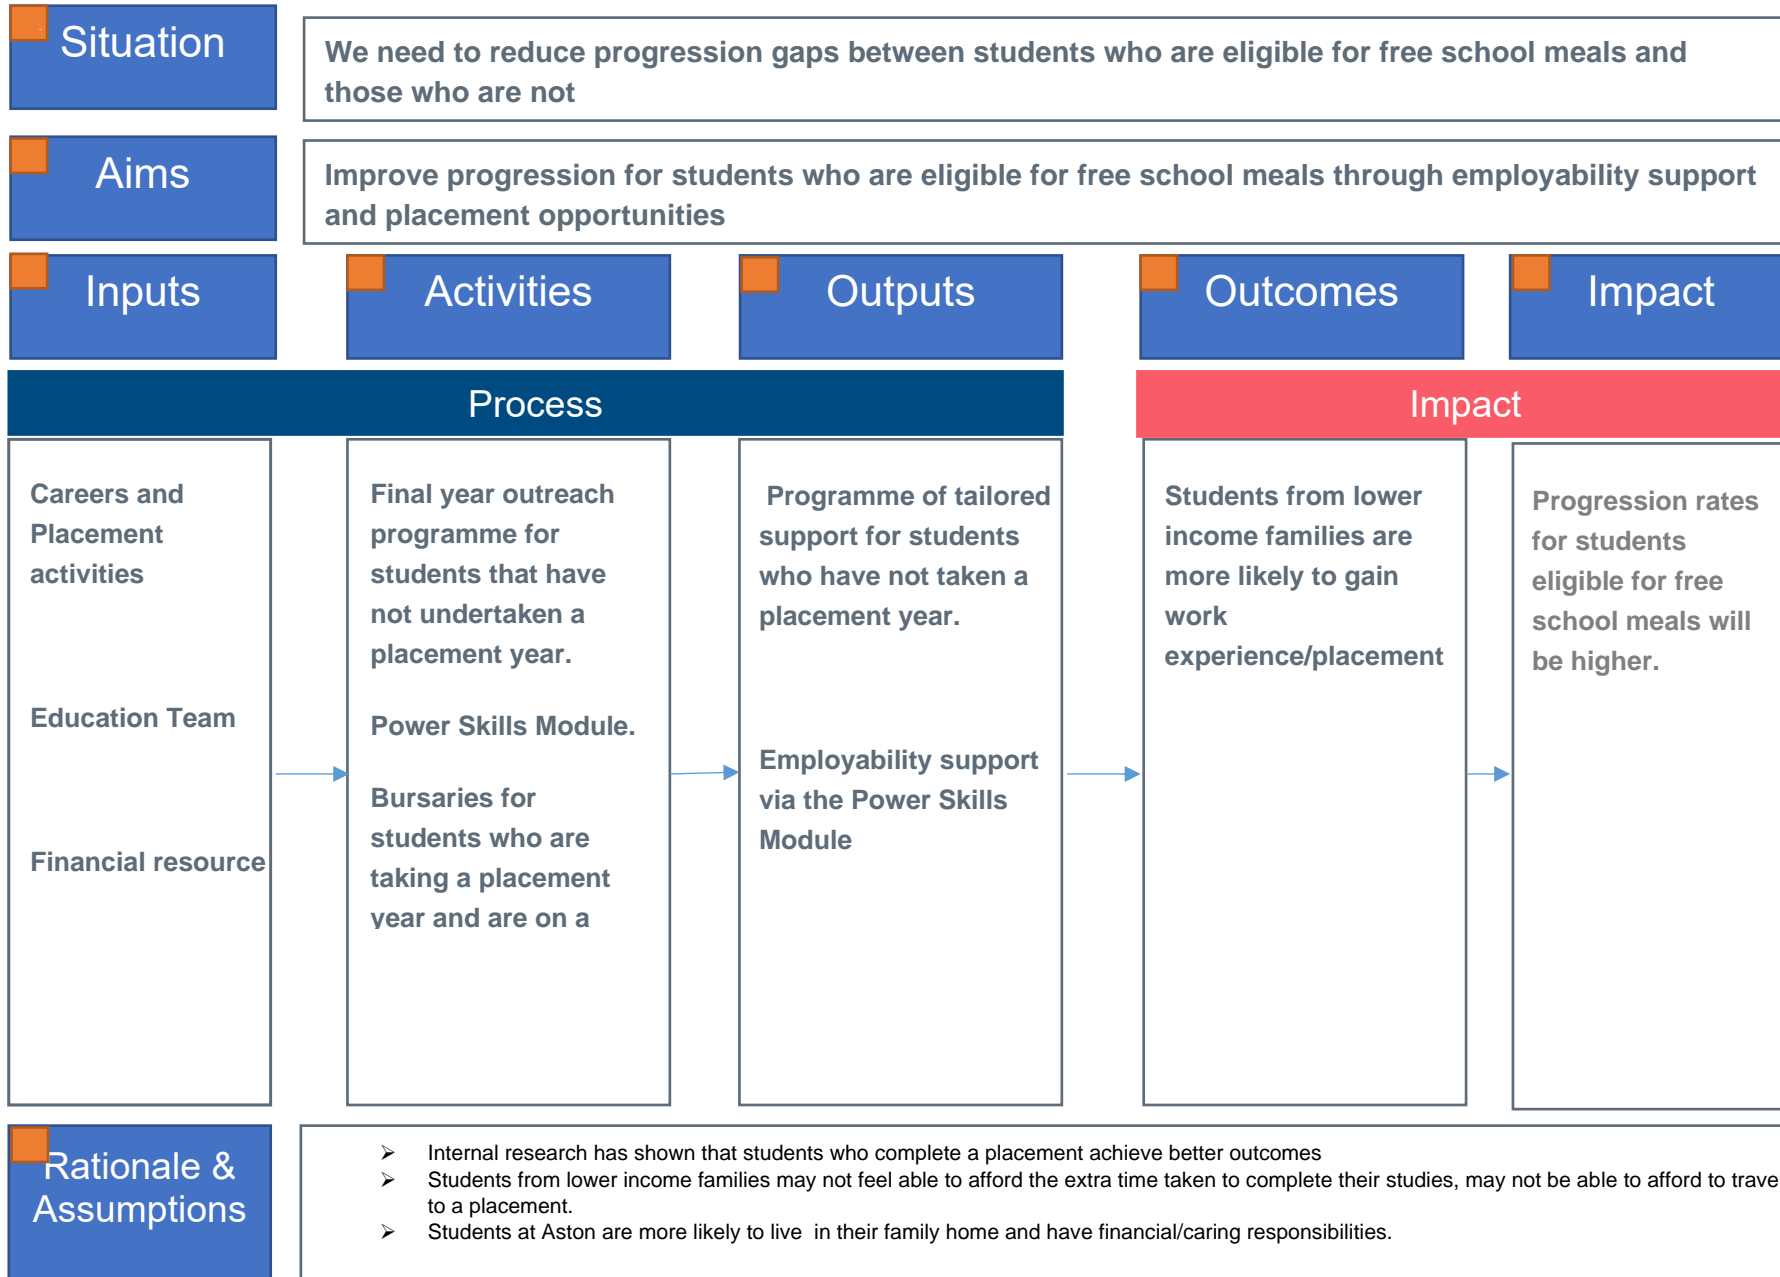 Situation
We need to reduce progression gaps between students who are eligible for free school meals and
those who are not
Aims
Improve progression for students who are eligible for free school meals through employability support
and placement opportunities
Inputs
Activities
Outputs
Outcomes
Impact
Process
Impact
Careers and
Placement
activities
Education Team
Financial resource
Final year outreach
programme for
students that have
not undertaken a
placement year.
Power Skills Module.
Bursaries for
students who are
taking a placement
year and are on a
Programme of tailored
support for students
who have not taken a
placement year.
Employability support
via the Power Skills
Module
Students from lower
income families are
more likely to gain
work
experience/placement
Progression rates
for students
eligible for free
school meals will
be higher.
Rationale &
Assumptions
➢ Internal research has shown that students who complete a placement achieve better outcomes
➢ Students from lower income families may not feel able to afford the extra time taken to complete their studies, may not be able to afford to trave
to a placement.
➢ Students at Aston are more likely to live in their family home and have financial/caring responsibilities.